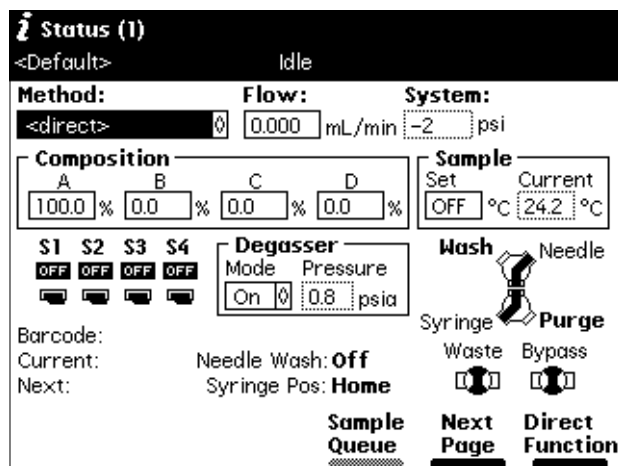 i Status (1)
<Default> Idle
Method: Flow: System:
<direct> 0.000 mL/min -2 psi
Composition Sample
A B C D Set Current
100.0 % 0.0 % 0.0 % 0.0 % OFF °C 24.2 °C
S1 S2 S3 S4 Degasser Wash Needle
OFF OFF OFF OFF Mode Pressure
On 0.8 psia
Syringe Purge
Barcode:
Waste Bypass
Current: Needle Wash: Off
Next: Syringe Pos: Home
Sample Queue Next Page Direct Function